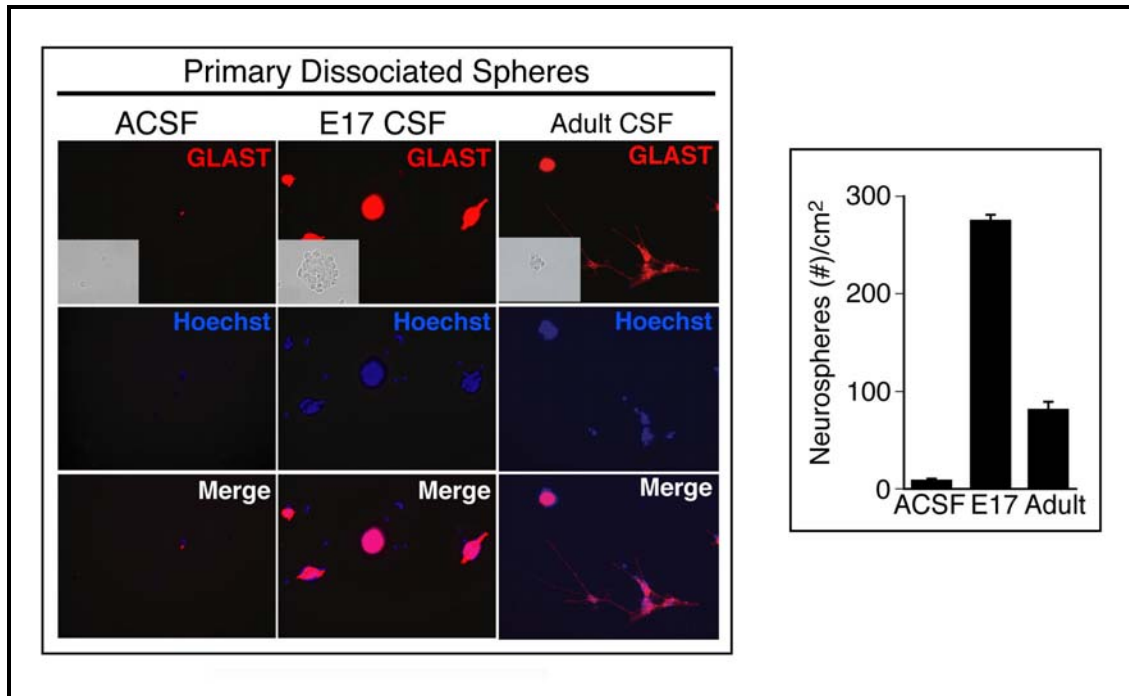 Primary Dissociated Spheres
ACSF E17 CSF Adult CSF
GLAST GLAST GLAST
Hoechst Hoechst Hoechst
Merge Merge Merge
Neurospheres (#)/cm²
300
200
100
0
ACSF E17 Adult